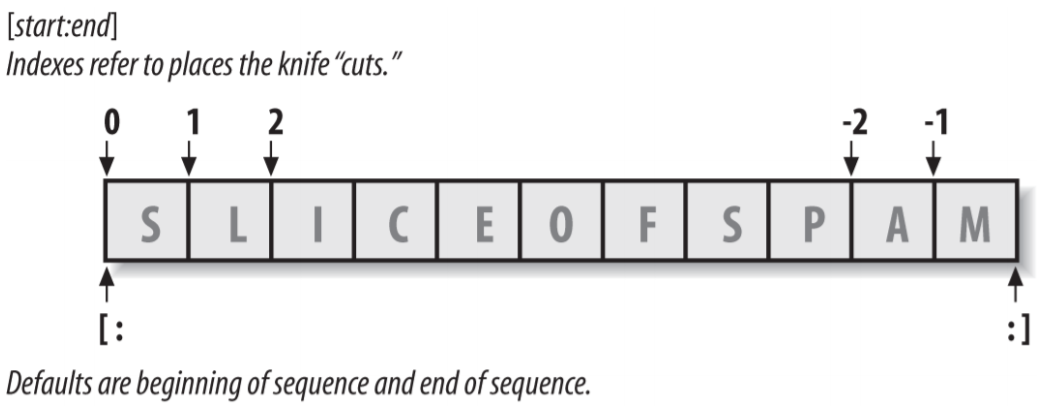 [start:end]
Indexes refer to places the knife “cuts.”
0 1 2 -2 -1
S L I C E O F S P A M
[: :]
Defaults are beginning of sequence and end of sequence.